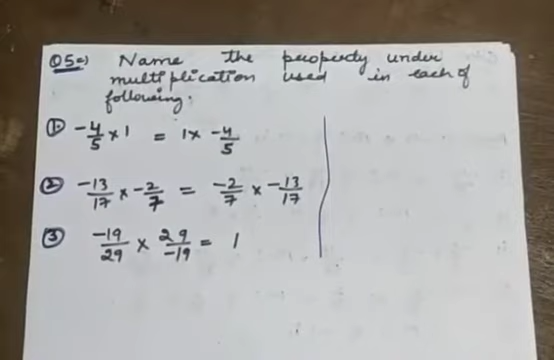 Q5=) Name the property under
multiplication used in each of
following:
① -4/5 × 1 = 1 × -4/5
② -13/17 × -2/7 = -2/7 × -13/17
③ -19/29 × 29/-19 = 1